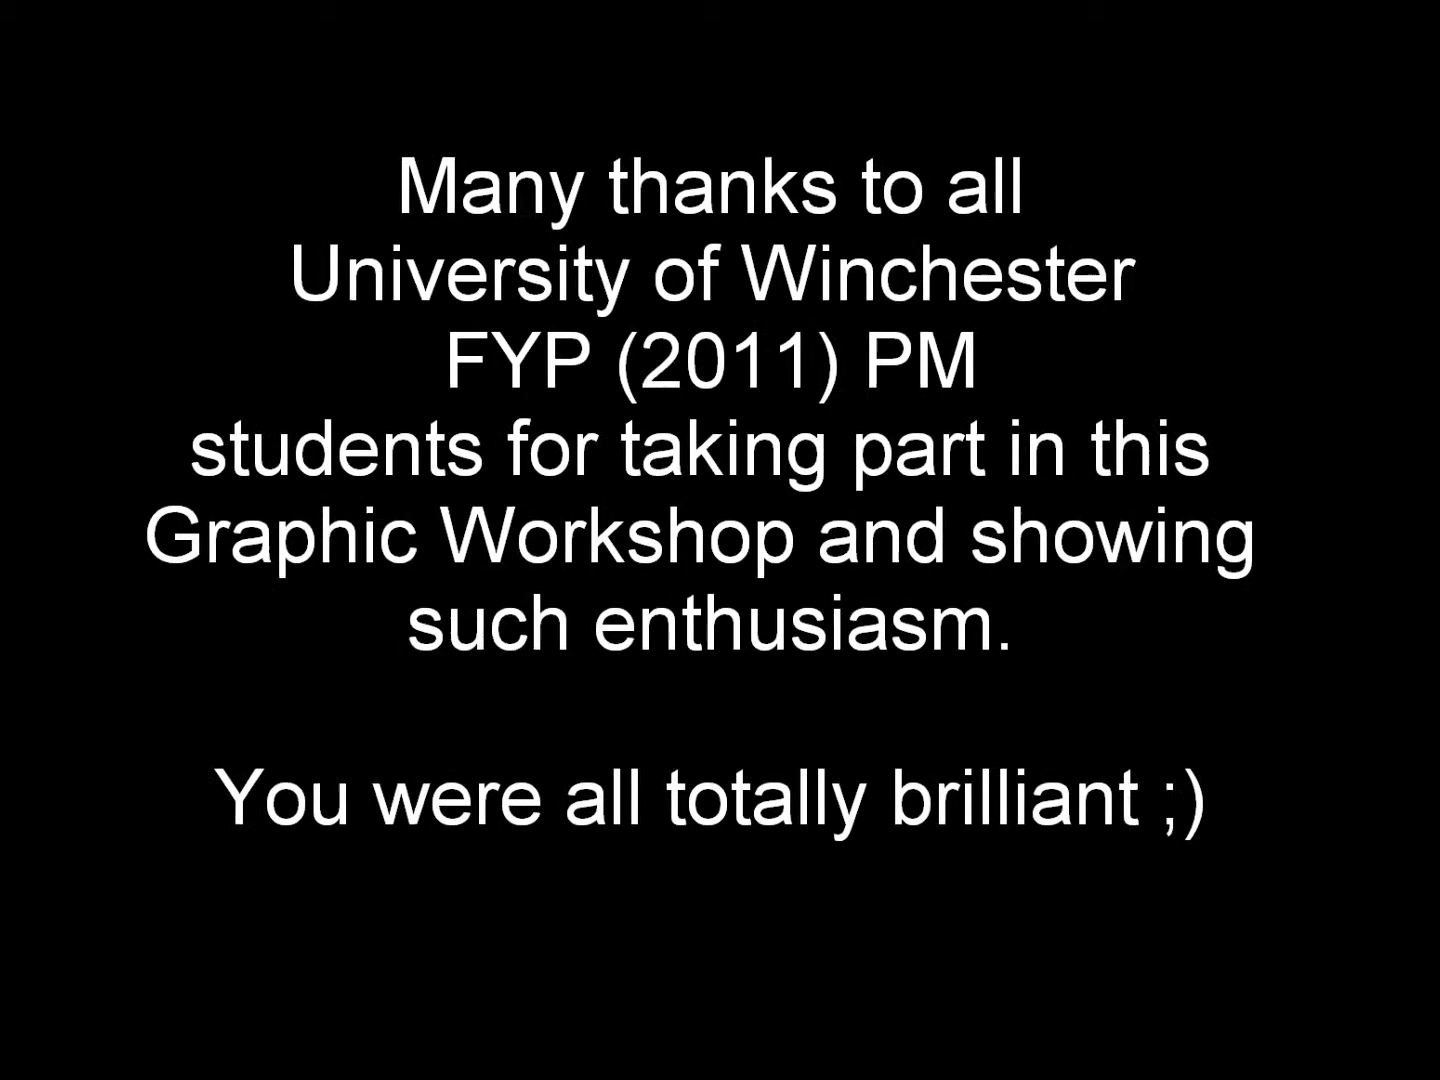 Many thanks to all
University of Winchester
FYP (2011) PM
students for taking part in this
Graphic Workshop and showing
such enthusiasm.
You were all totally brilliant ;)